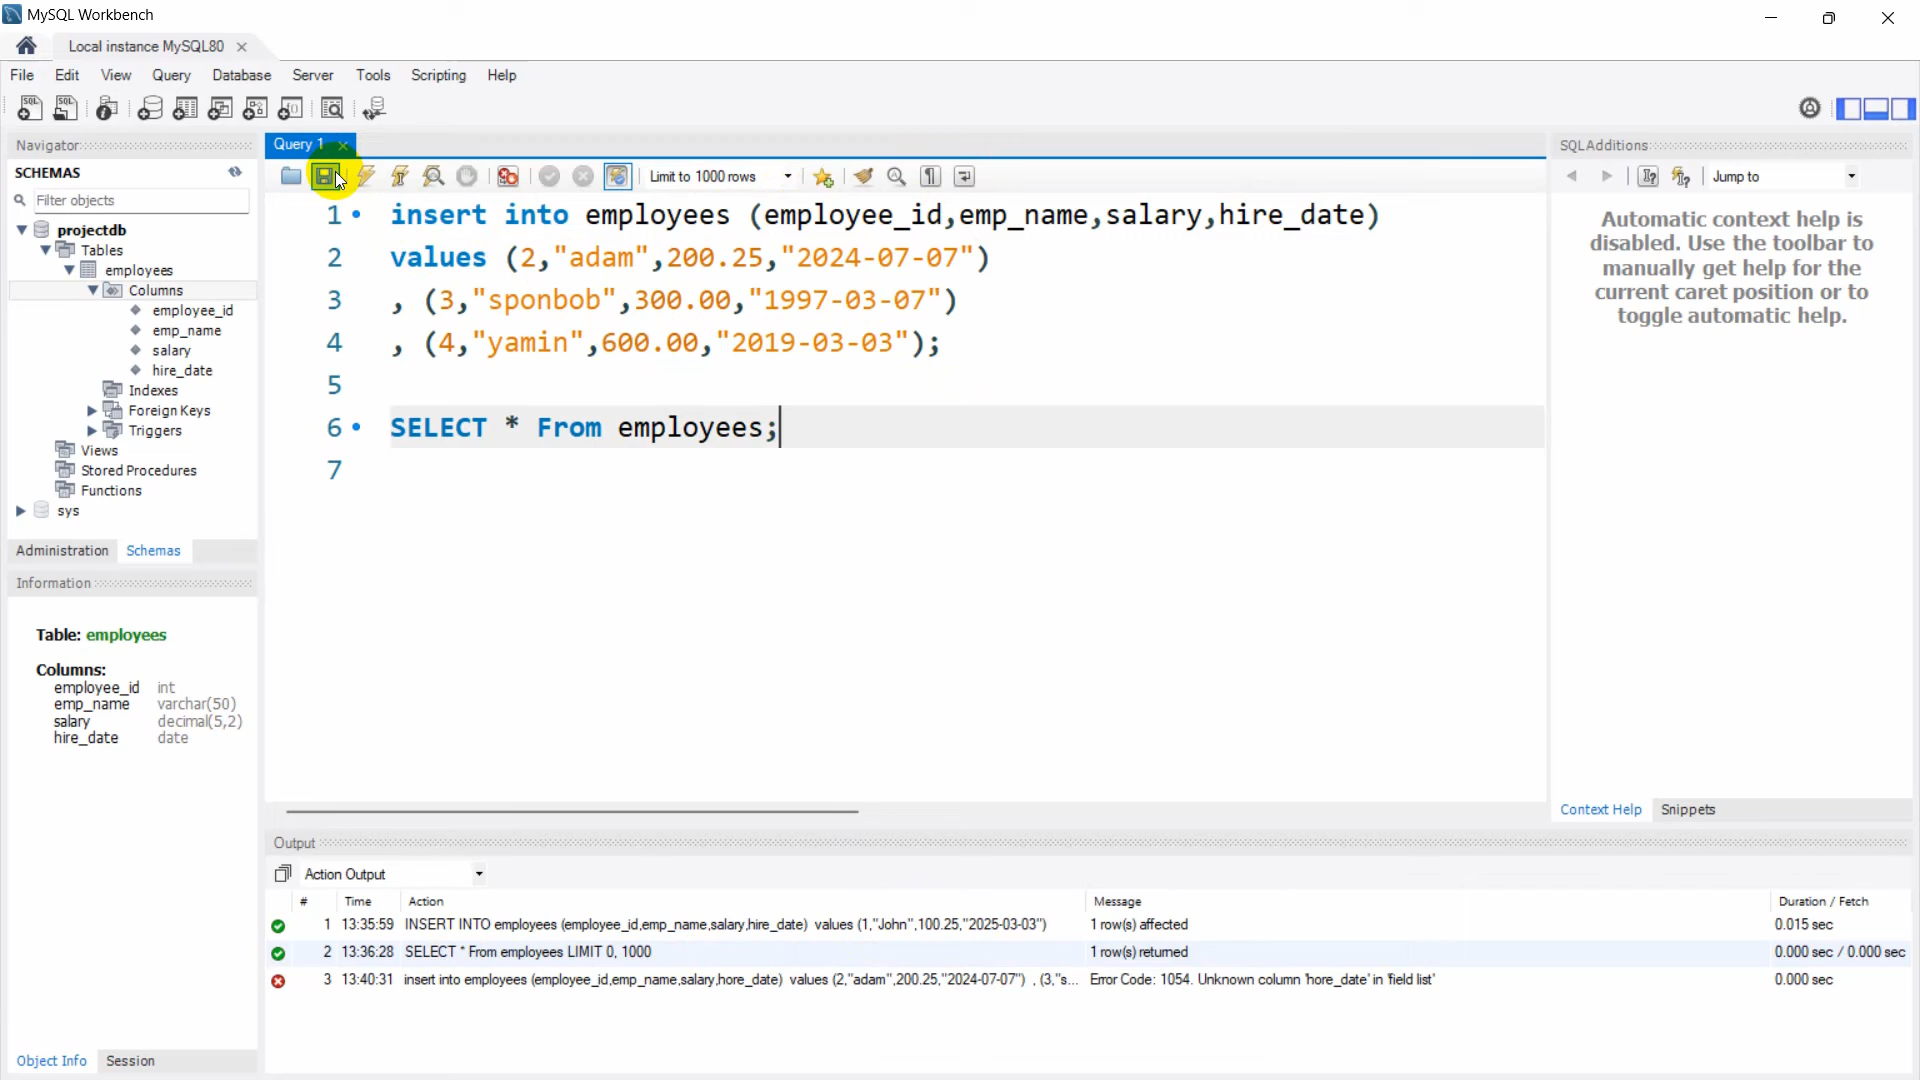 MySQL Workbench
Local instance MySQL80
File Edit View Query Database Server Tools Scripting Help
Navigator
SCHEMAS
Filter objects
projectdb
Tables
employees
Columns
employee_id
emp_name
salary
hire_date
Indexes
Foreign Keys
Triggers
Views
Stored Procedures
Functions
sys
Administration Schemas
Information
Table: employees
Columns:
employee_id int
emp_name varchar(50)
salary decimal(5,2)
hire_date date
Object Info Session
Query 1
Limit to 1000 rows
1 insert into employees (employee_id,emp_name,salary,hire_date)
2 values (2,"adam",200.25,"2024-07-07")
3 , (3,"sponbob",300.00,"1997-03-07")
4 , (4,"yamin",600.00,"2019-03-03");
5
6 SELECT * From employees;
7
SQLAdditions
Jump to
Automatic context help is
disabled. Use the toolbar to
manually get help for the
current caret position or to
toggle automatic help.
Context Help Snippets
Output
Action Output
# Time Action Message Duration / Fetch
1 13:35:59 INSERT INTO employees (employee_id,emp_name,salary,hire_date) values (1,"John",100.25,"2025-03-03") 1 row(s) affected 0.015 sec
2 13:36:28 SELECT * From employees LIMIT 0, 1000 1 row(s) returned 0.000 sec / 0.000 sec
3 13:40:31 insert into employees (employee_id,emp_name,salary,hore_date) values (2,"adam",200.25,"2024-07-07") , (3,"s... Error Code: 1054. Unknown column 'hore_date' in 'field list' 0.000 sec